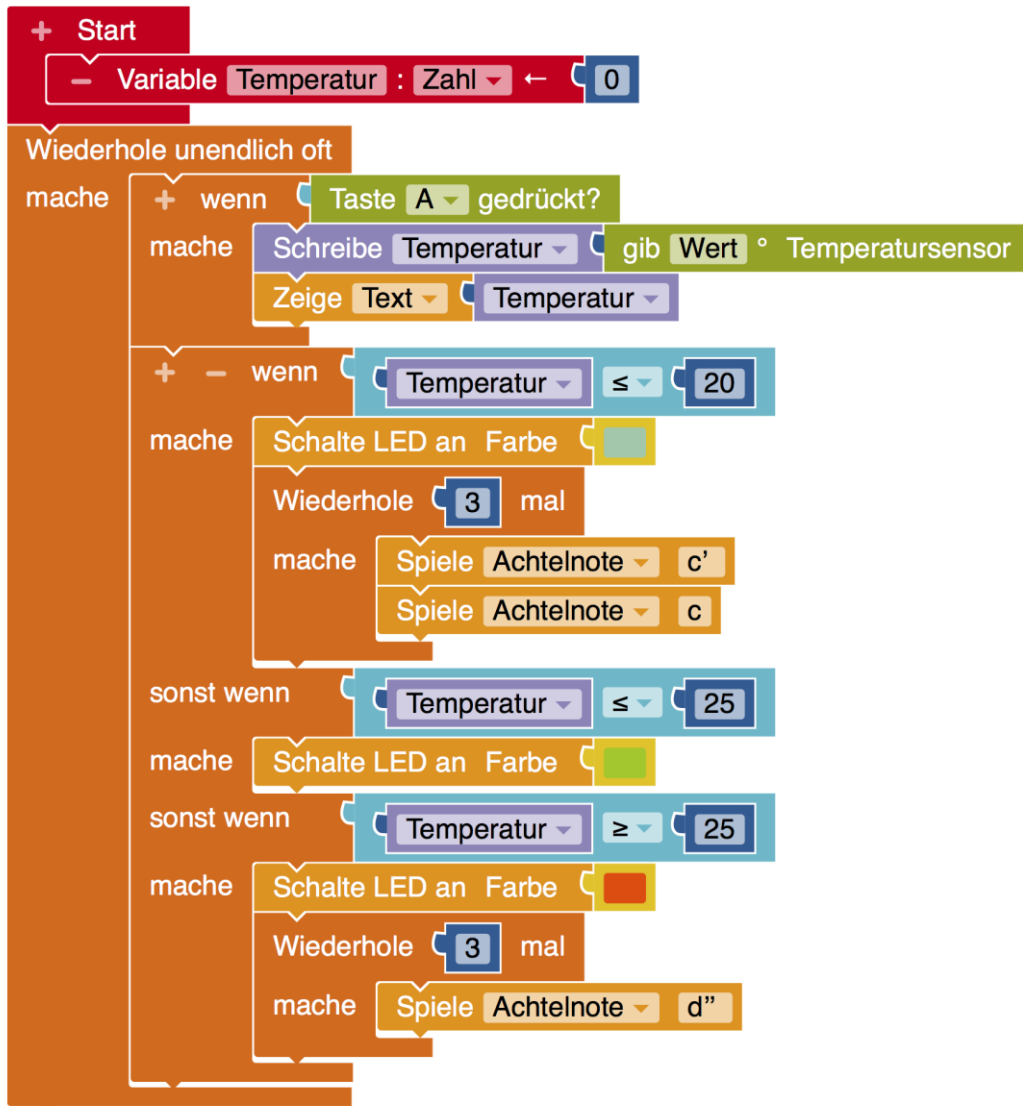 + Start
− Variable Temperatur : Zahl ← 0
Wiederhole unendlich oft
mache + wenn Taste A gedrückt?
mache Schreibe Temperatur gib Wert ° Temperatursensor
Zeige Text Temperatur
+ − wenn Temperatur ≤ 20
mache Schalte LED an Farbe
Wiederhole 3 mal
mache Spiele Achtelnote c’
Spiele Achtelnote c
sonst wenn Temperatur ≤ 25
mache Schalte LED an Farbe
sonst wenn Temperatur ≥ 25
mache Schalte LED an Farbe
Wiederhole 3 mal
mache Spiele Achtelnote d”